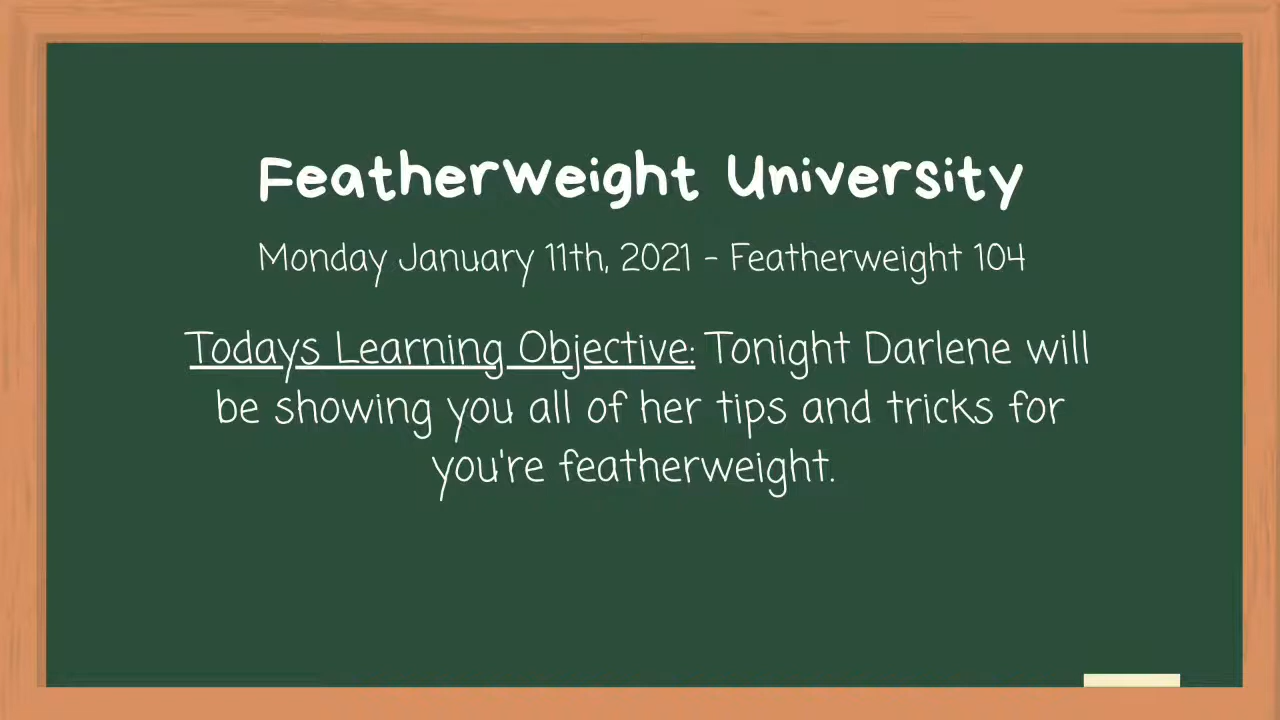 Featherweight University
Monday January 11th, 2021 - Featherweight 104
Todays Learning Objective: Tonight Darlene will
be showing you all of her tips and tricks for
you're featherweight.